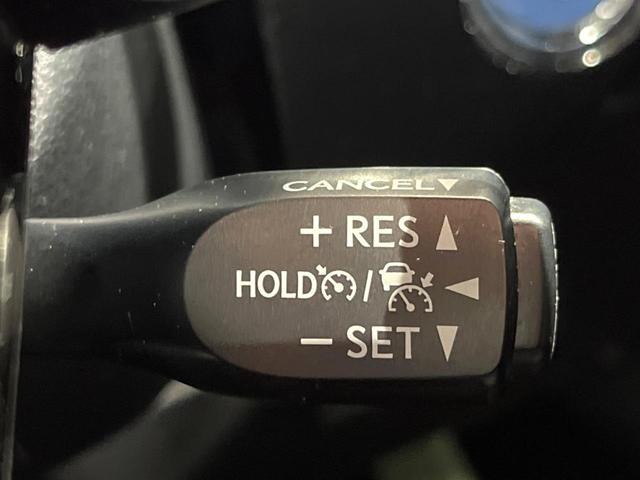 CANCEL
+ RES
HOLD /
− SET